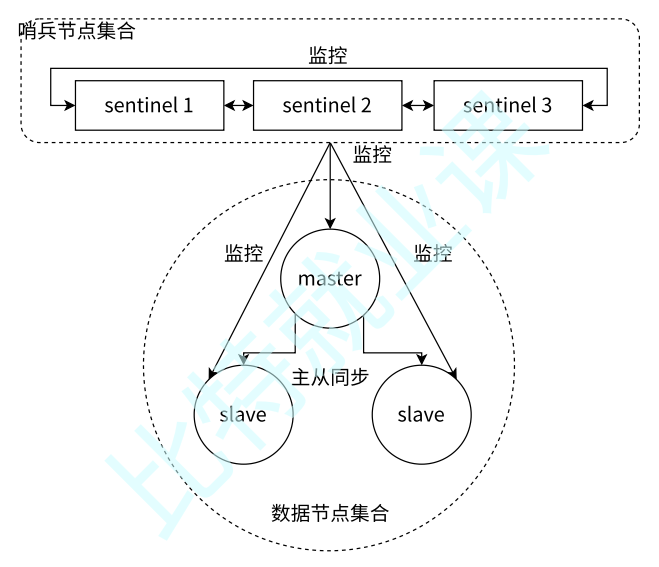 哨兵节点集合
监控
sentinel 1
sentinel 2
sentinel 3
监控
监控
监控
master
主从同步
slave
slave
数据节点集合
比特就业课